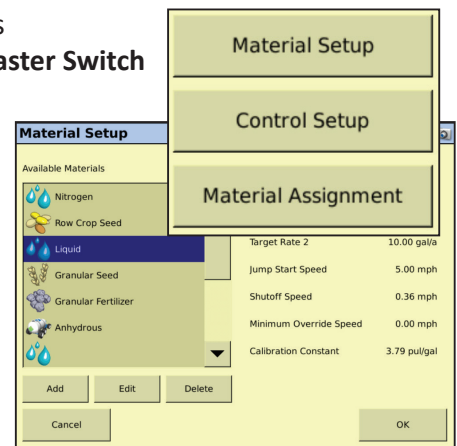 s
aster Switch
Material Setup
Control Setup
Material Assignment
Material Setup
Available Materials
Nitrogen
Row Crop Seed
Liquid
Granular Seed
Granular Fertilizer
Anhydrous
Target Rate 2 10.00 gal/a
Jump Start Speed 5.00 mph
Shutoff Speed 0.36 mph
Minimum Override Speed 0.00 mph
Calibration Constant 3.79 pul/gal
Add Edit Delete
Cancel OK